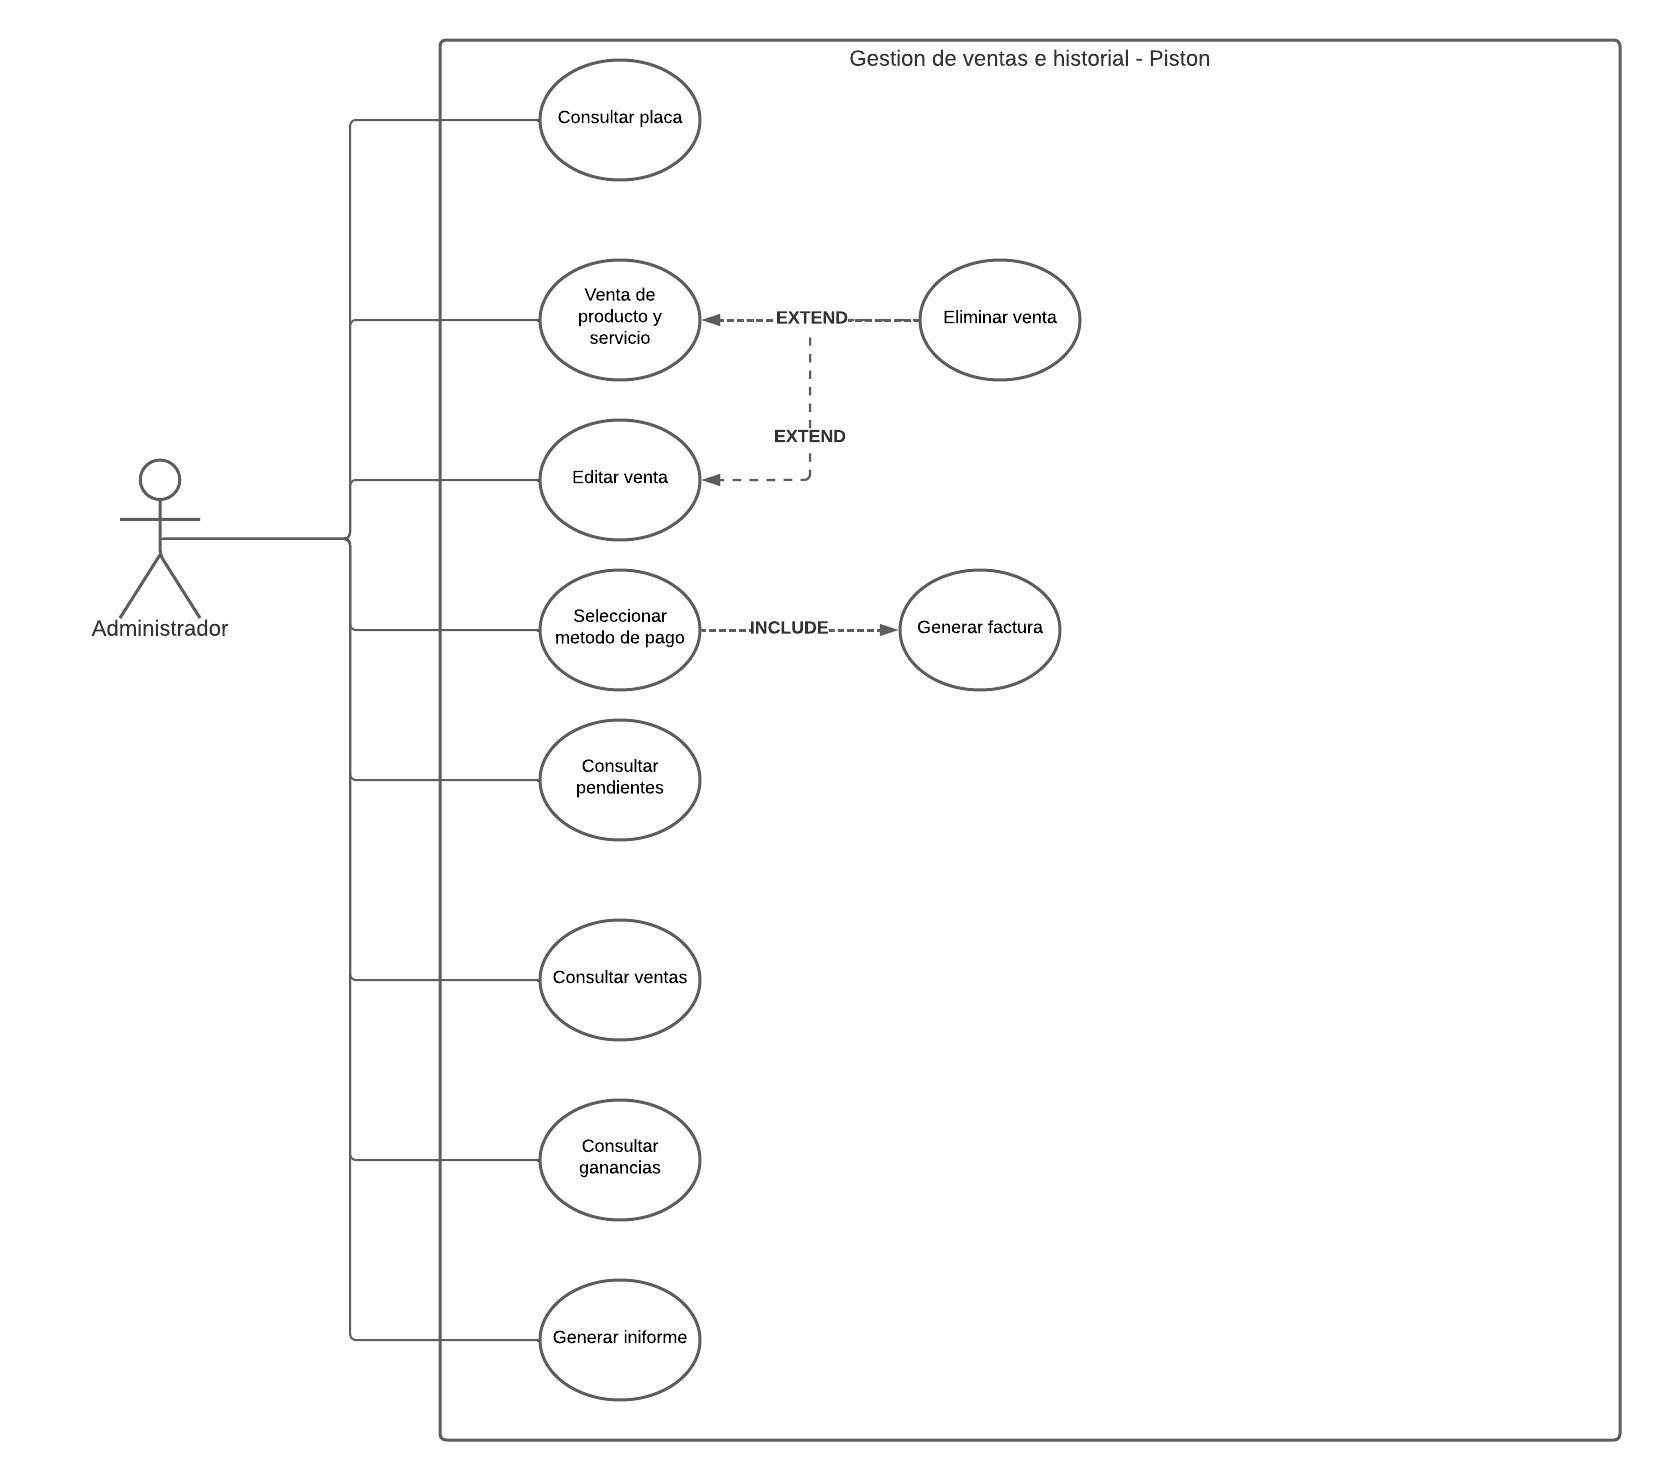 Gestion de ventas e historial - Piston
Consultar placa
Venta de
producto y
servicio
EXTEND
Eliminar venta
EXTEND
Editar venta
Administrador
Seleccionar
metodo de pago
INCLUDE
Generar factura
Consultar
pendientes
Consultar ventas
Consultar
ganancias
Generar iniforme